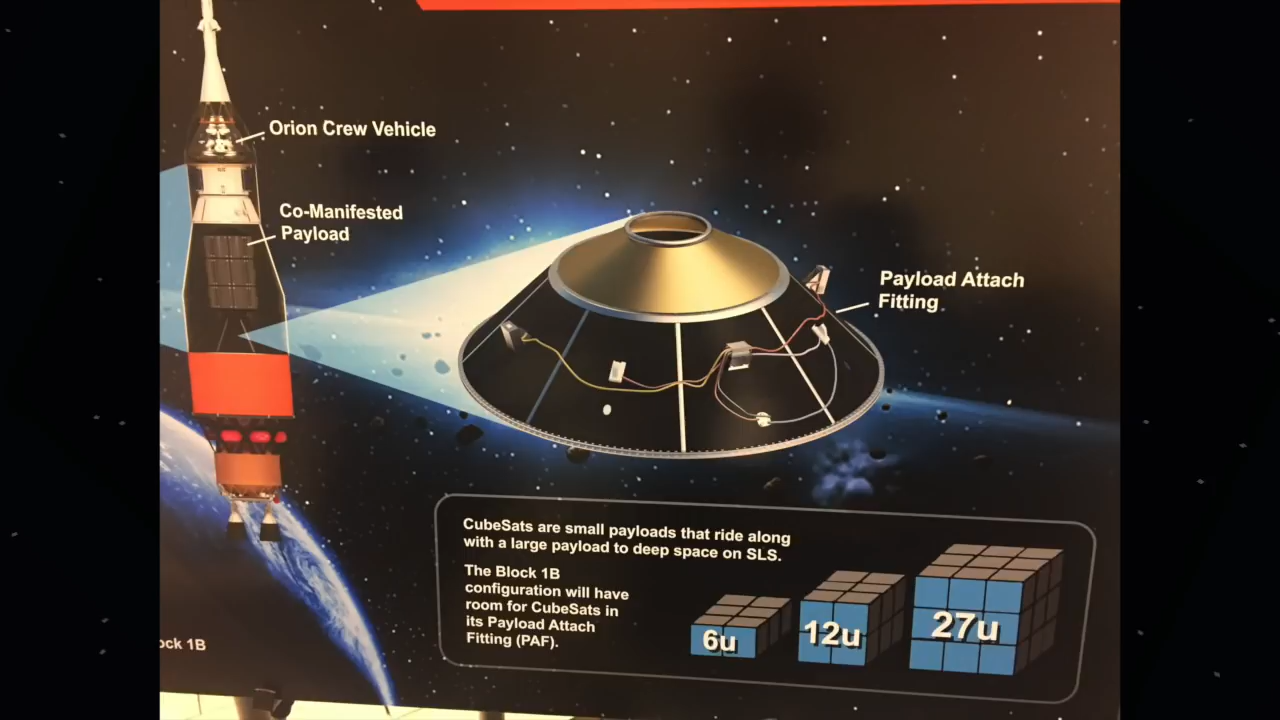 Orion Crew Vehicle
Co-Manifested
Payload
Payload Attach
Fitting
CubeSats are small payloads that ride along
with a large payload to deep space on SLS.
The Block 1B
configuration will have
room for CubeSats in
its Payload Attach
Fitting (PAF).
6u
12u
27u
ock 1B